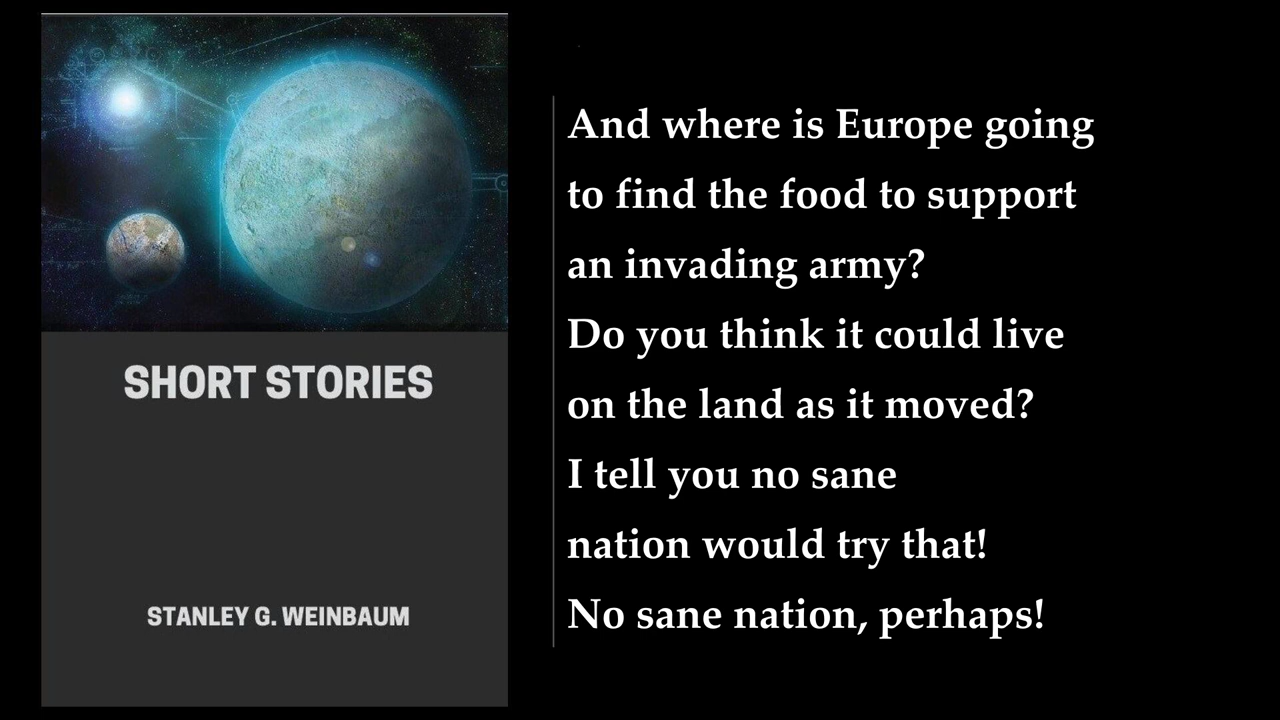 SHORT STORIES
STANLEY G. WEINBAUM
And where is Europe going
to find the food to support
an invading army?
Do you think it could live
on the land as it moved?
I tell you no sane
nation would try that!
No sane nation, perhaps!